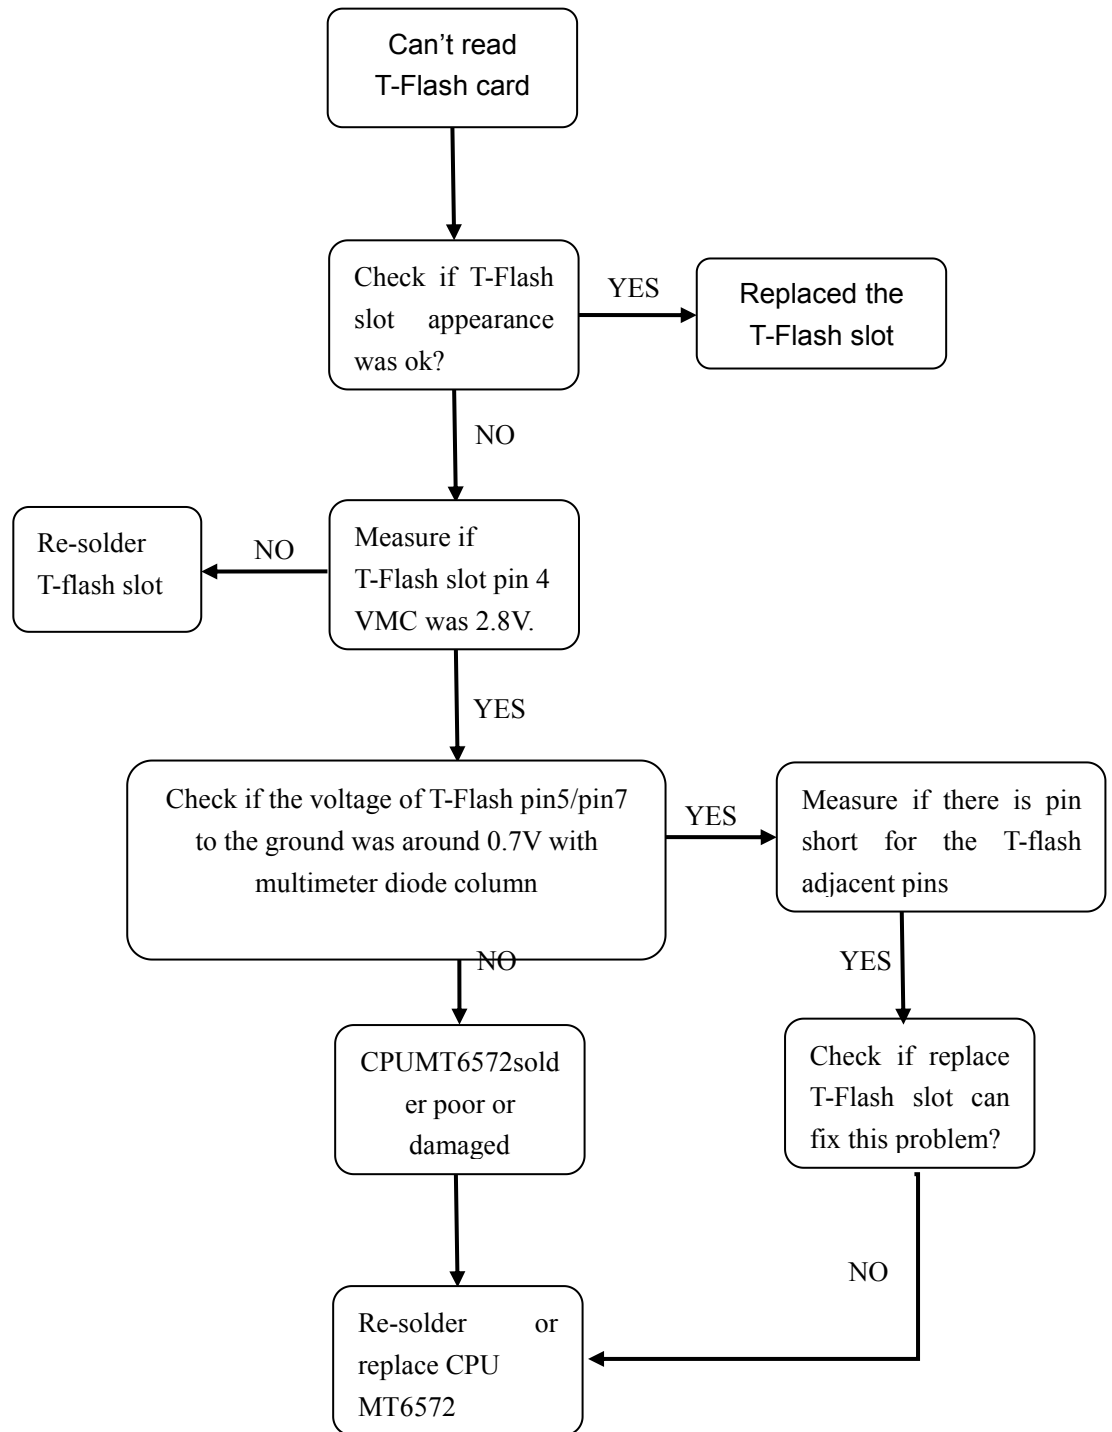 Can’t read
T-Flash card
Check if T-Flash
slot appearance
was ok?
YES
Replaced the
T-Flash slot
NO
Re-solder
T-flash slot
NO
Measure if
T-Flash slot pin 4
VMC was 2.8V.
YES
Check if the voltage of T-Flash pin5/pin7
to the ground was around 0.7V with
multimeter diode column
YES
Measure if there is pin
short for the T-flash
adjacent pins
NO
YES
CPUMT6572sold
er poor or
damaged
Check if replace
T-Flash slot can
fix this problem?
NO
Re-solder or
replace CPU
MT6572